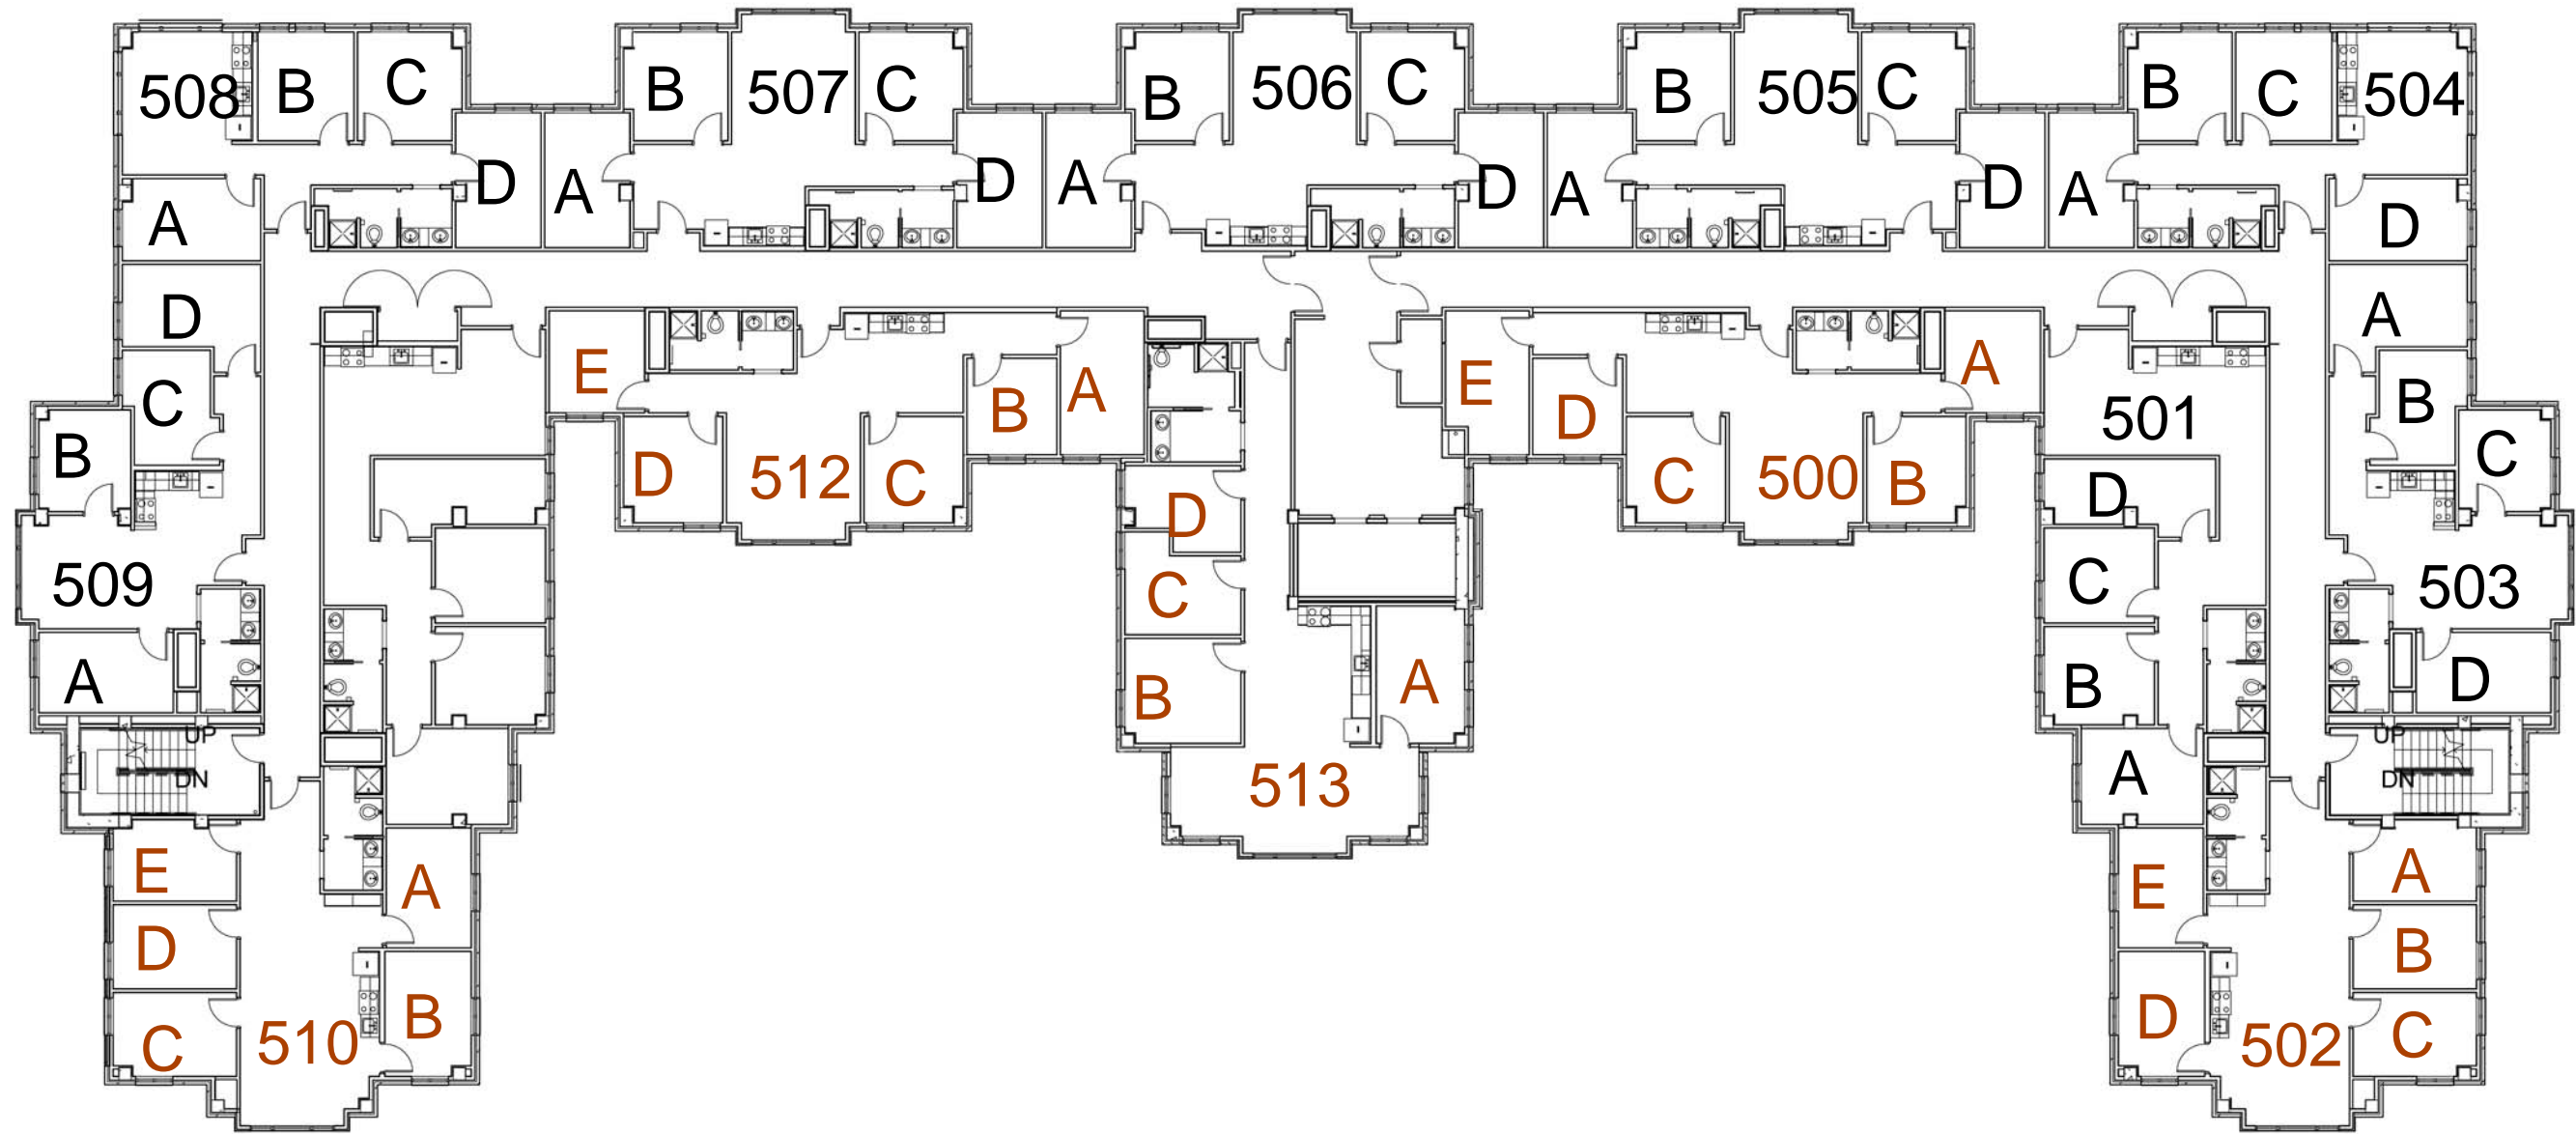 508 B C
B 507 C
B 506 C
B 505 C
B C 504
A D A D A D A D A D
D A
E D 512 C B A
E D C 500 B A
501
C B
B C
509 A
D C B A
D C B A
503 D
513
UP
DN
UP
DN
E D C 510 A B
E D 502 A B C